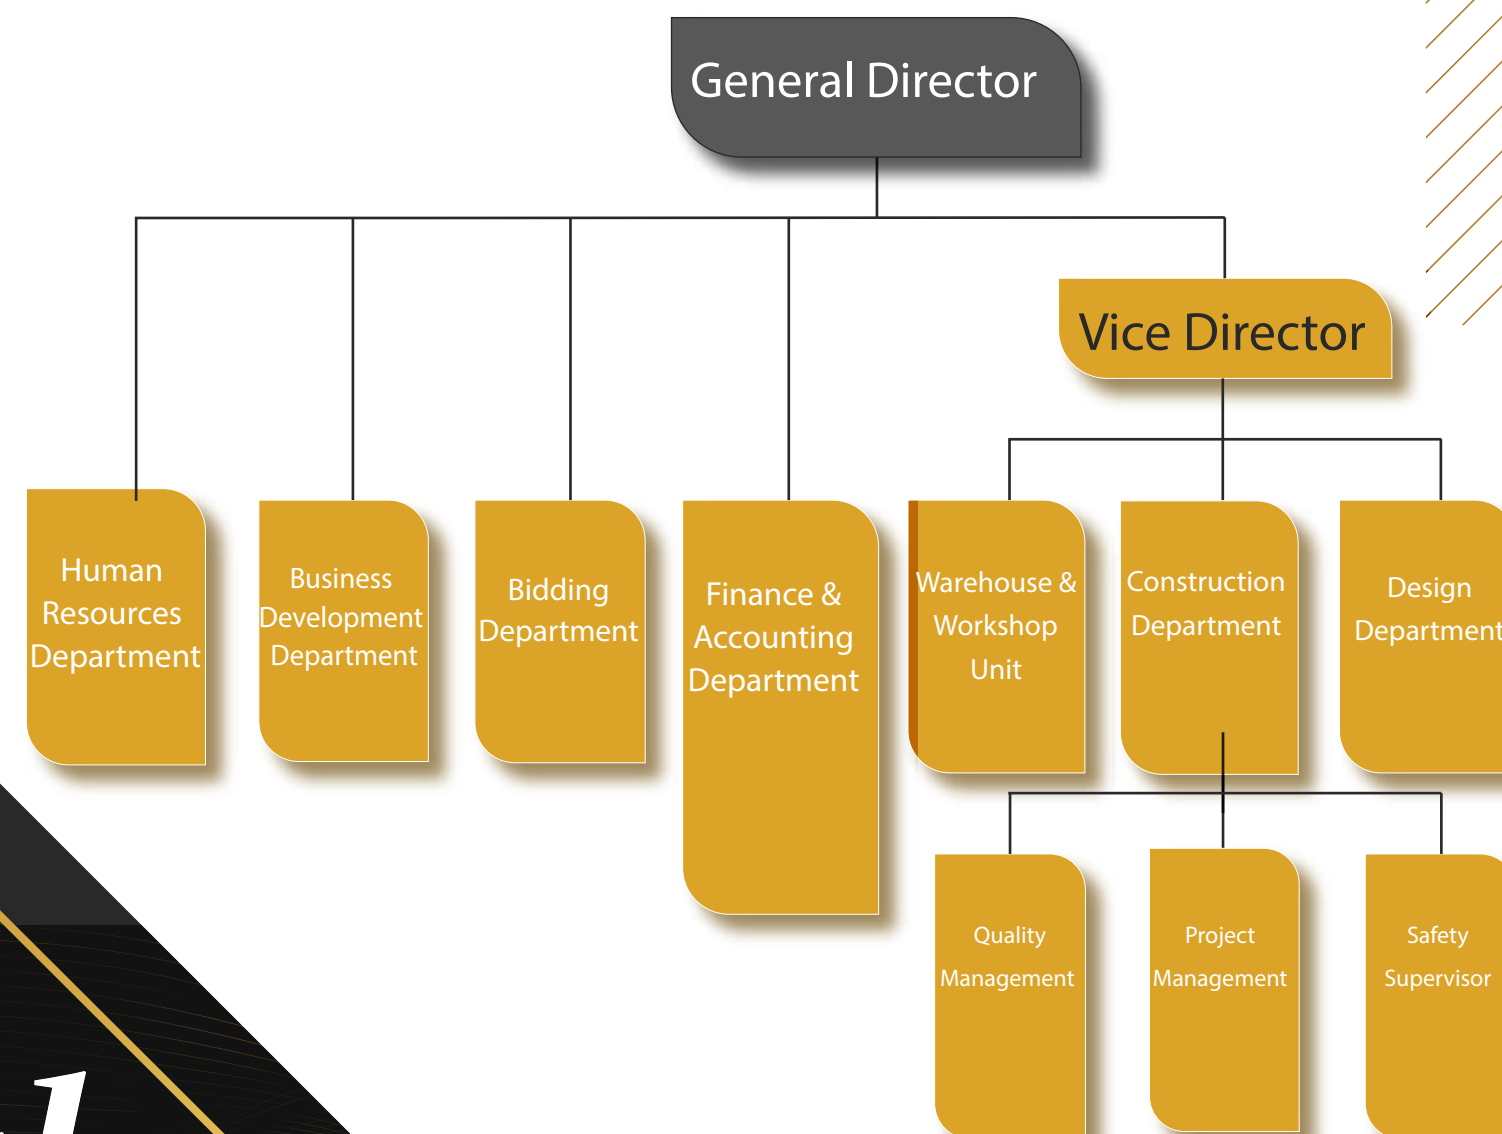 General Director
Vice Director
Human
Resources
Department
Business
Development
Department
Bidding
Department
Finance &
Accounting
Department
Warehouse &
Workshop
Unit
Construction
Department
Design
Department
Quality
Management
Project
Management
Safety
Supervisor